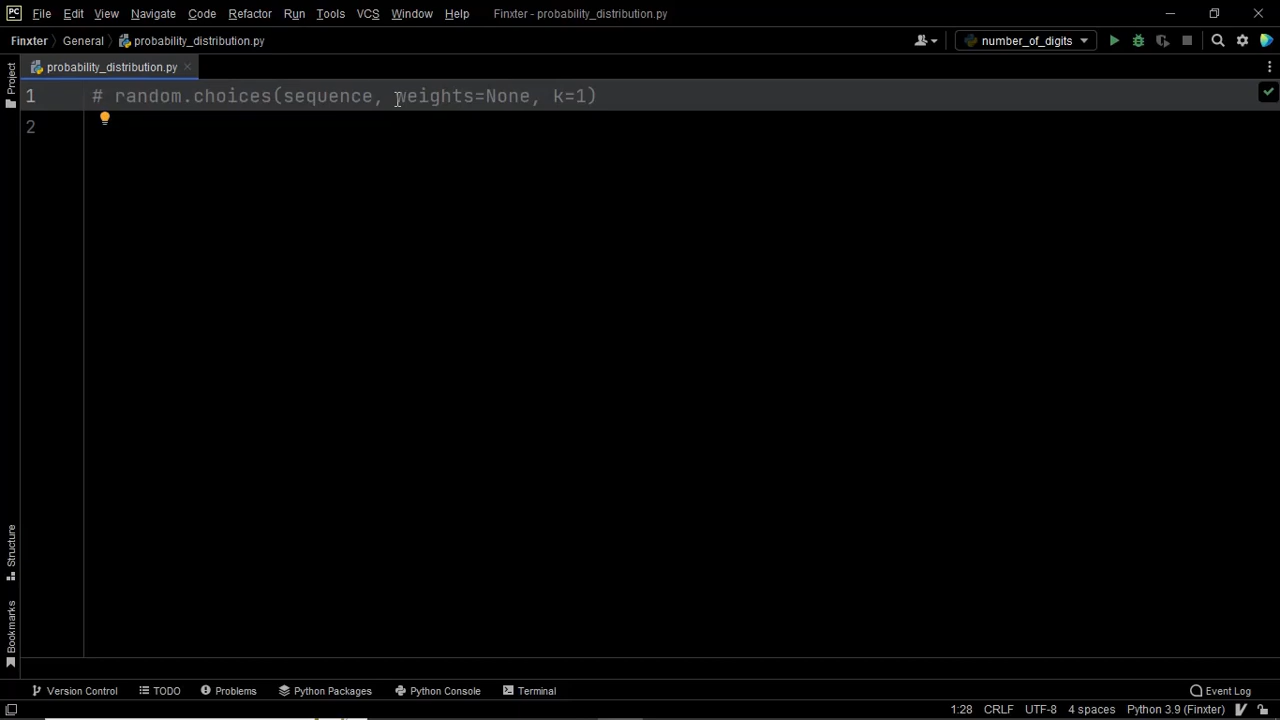 PC File Edit View Navigate Code Refactor Run Tools VCS Window Help Finxter - probability_distribution.py
Finxter General probability_distribution.py number_of_digits
probability_distribution.py
Project
1 # random.choices(sequence, weights=None, k=1)
2
Structure
Bookmarks
Version Control TODO Problems Python Packages Python Console Terminal Event Log
1:28 CRLF UTF-8 4 spaces Python 3.9 (Finxter)